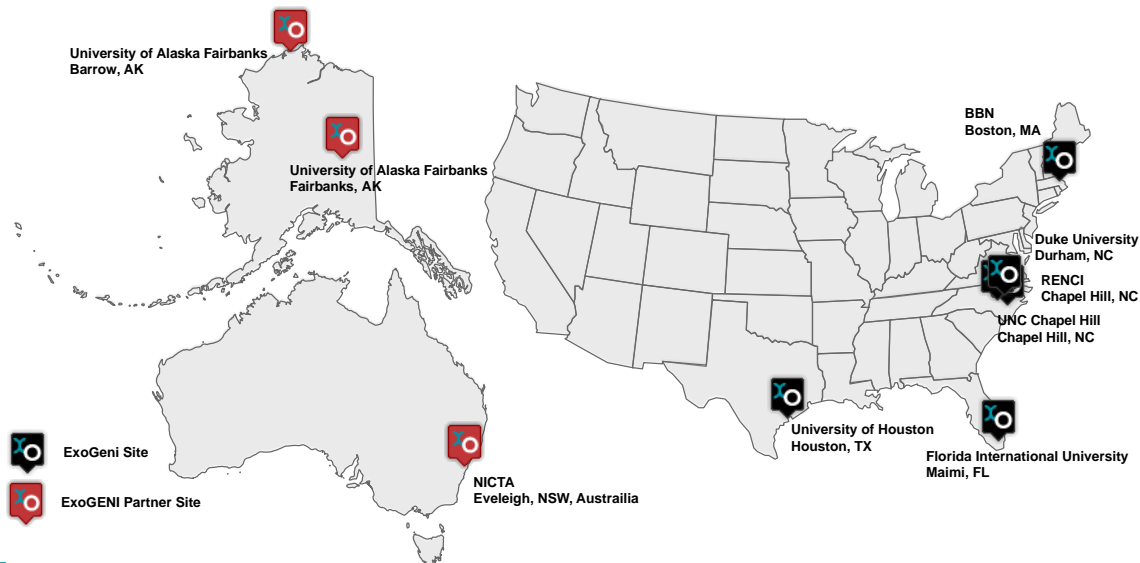 University of Alaska Fairbanks
Barrow, AK
University of Alaska Fairbanks
Fairbanks, AK
BBN
Boston, MA
Duke University
Durham, NC
RENCI
Chapel Hill, NC
UNC Chapel Hill
Chapel Hill, NC
University of Houston
Houston, TX
Florida International University
Maimi, FL
NICTA
Eveleigh, NSW, Austrailia
ExoGeni Site
ExoGENI Partner Site